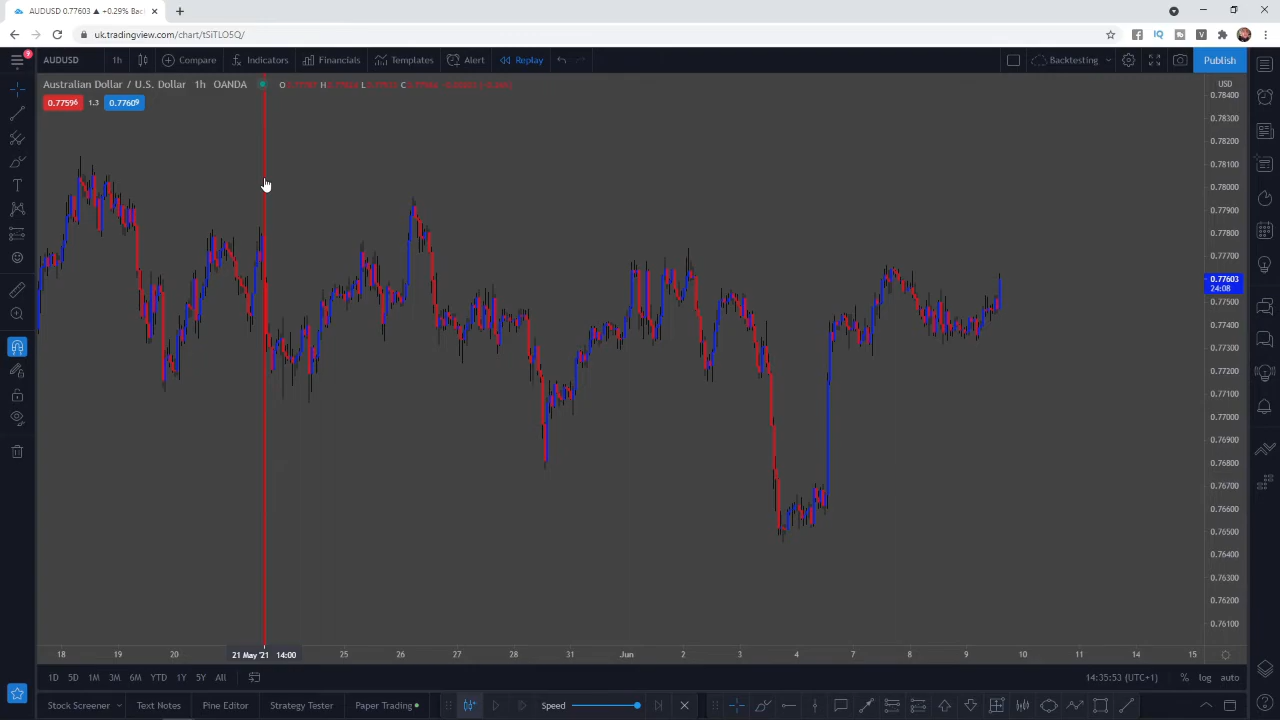 AUDUSD 0.77603 ▲ +0.29% Bac
uk.tradingview.com/chart/tSiTLO5Q/
AUDUSD 1h Compare Indicators Financials Templates Alert Replay Backtesting Publish
Australian Dollar / U.S. Dollar 1h OANDA O H L C
0.77596 1.3 0.77609
USD
0.78400
0.78300
0.78200
0.78100
0.78000
0.77900
0.77800
0.77700
0.77603
24:08
0.77500
0.77400
0.77300
0.77200
0.77100
0.77000
0.76900
0.76800
0.76700
0.76600
0.76500
0.76400
0.76300
0.76200
0.76100
18 19 20 21 May '21 14:00 25 26 27 28 31 Jun 2 3 4 7 8 9 10 11 14 15
1D 5D 1M 3M 6M YTD 1Y 5Y All 14:35:53 (UTC+1) % log auto
Stock Screener Text Notes Pine Editor Strategy Tester Paper Trading Speed